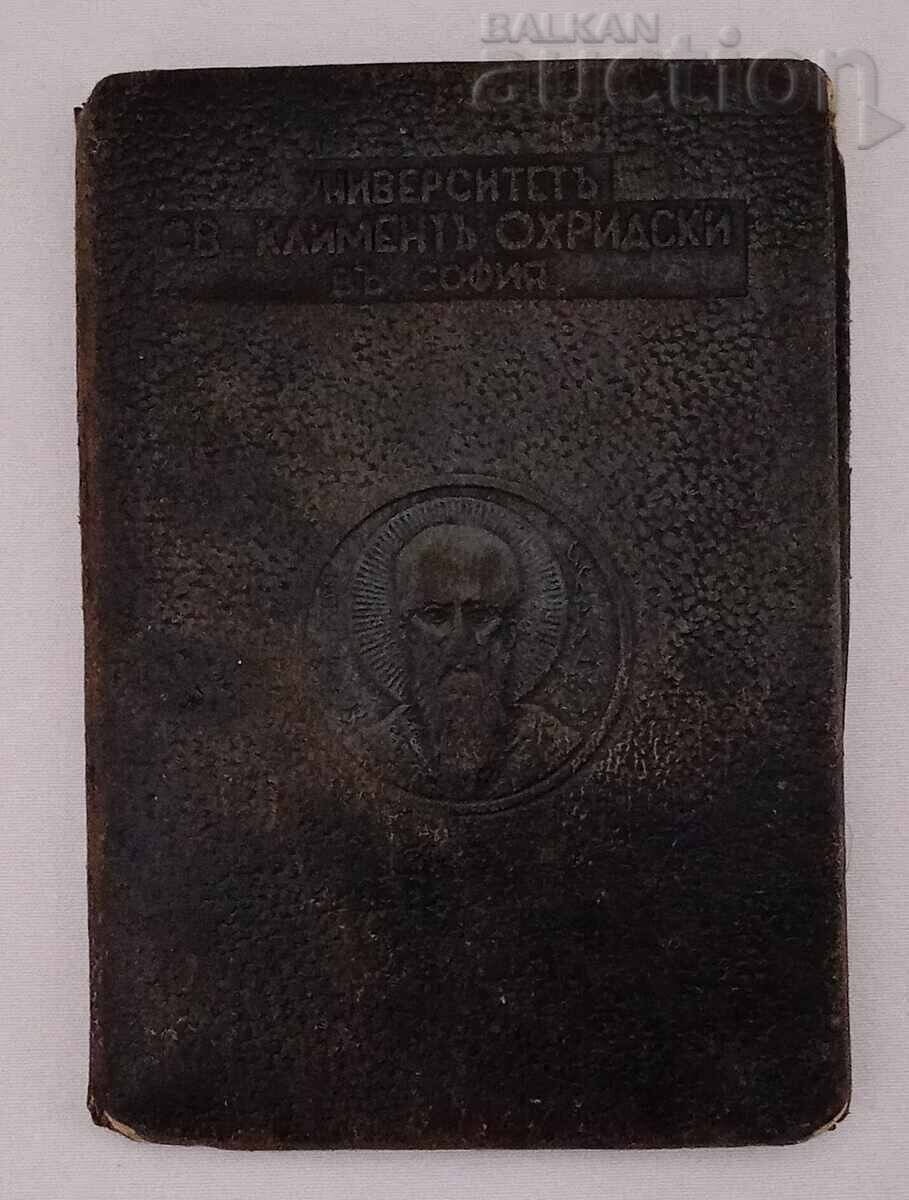 BALKAN
auction
УНИВЕРСИТЕТЪ
СВ. КЛИМЕНТЪ ОХРИДСКИ
ВЪ СОФИЯ